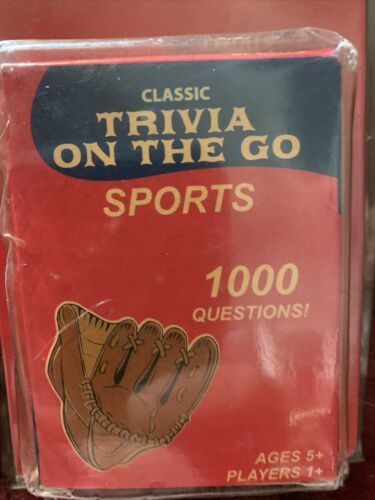 CLASSIC
TRIVIA
ON THE GO
SPORTS
1000
QUESTIONS!
AGES 5+
PLAYERS 1+